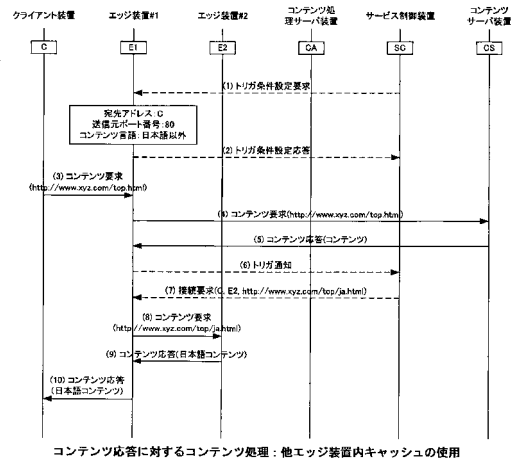 クライアント装置
エッジ装置#1
エッジ装置#2
コンテンツ処
理サーバ装置
サービス制御装置
コンテンツ
サーバ装置
C
E1
E2
CA
SC
CS
(1) トリガ条件設定要求
宛先アドレス: C
送信元ポート番号: 80
コンテンツ言語: 日本語以外
(2) トリガ条件設定応答
(3) コンテンツ要求
(http://www.xyz.com/top.html)
(4) コンテンツ要求(http://www.xyz.com/top.html)
(5) コンテンツ応答(コンテンツ)
(6) トリガ通知
(7) 接続要求(C, E2, http://www.xyz.com/top/ja.html)
(8) コンテンツ要求
(http://www.xyz.com/top/ja.html)
(9) コンテンツ応答(日本語コンテンツ)
(10) コンテンツ応答
(日本語コンテンツ)
コンテンツ応答に対するコンテンツ処理：他エッジ装置内キャッシュの使用